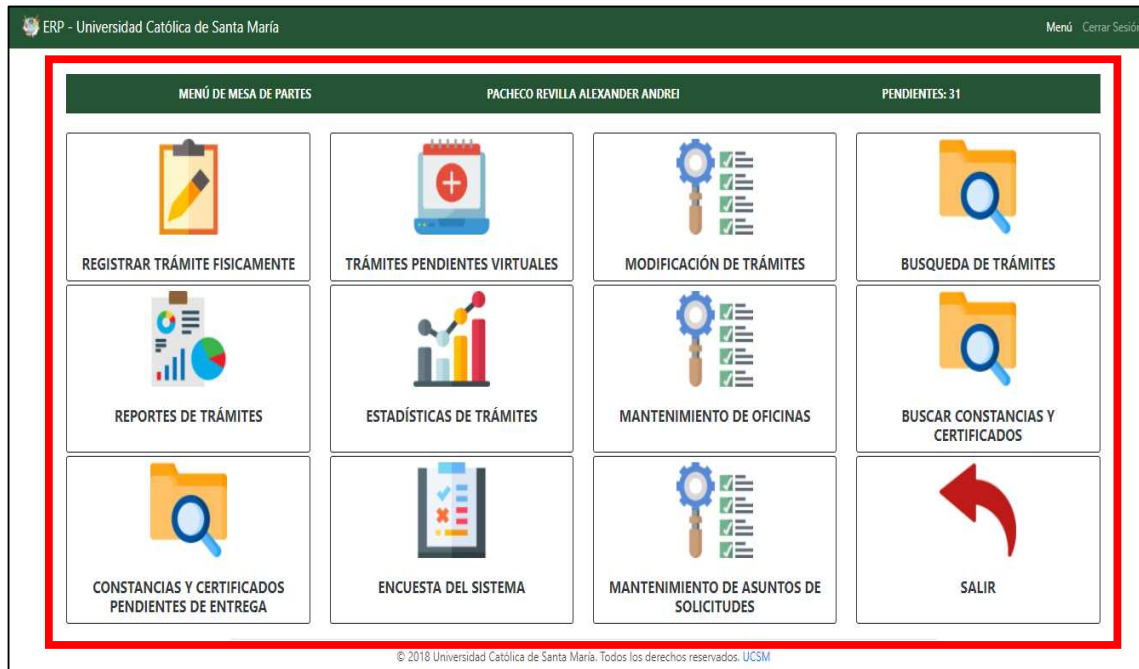 ERP - Universidad Católica de Santa María
Menú Cerrar Sesión
MENÚ DE MESA DE PARTES
PACHECO REVILLA ALEXANDER ANDREI
PENDIENTES: 31
REGISTRAR TRÁMITE FISICAMENTE
TRÁMITES PENDIENTES VIRTUALES
MODIFICACIÓN DE TRÁMITES
BUSQUEDA DE TRÁMITES
REPORTES DE TRÁMITES
ESTADÍSTICAS DE TRÁMITES
MANTENIMIENTO DE OFICINAS
BUSCAR CONSTANCIAS Y
CERTIFICADOS
CONSTANCIAS Y CERTIFICADOS
PENDIENTES DE ENTREGA
ENCUESTA DEL SISTEMA
MANTENIMIENTO DE ASUNTOS DE
SOLICITUDES
SALIR
© 2018 Universidad Católica de Santa María. Todos los derechos reservados. UCSM